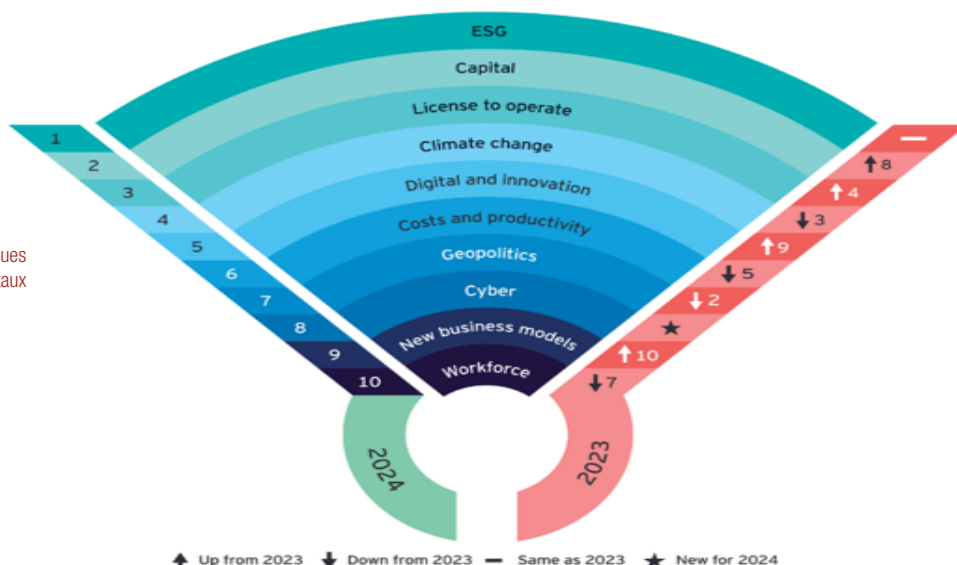 ESG
Capital
License to operate
Climate change
Digital and innovation
Costs and productivity
Geopolitics
Cyber
New business models
Workforce
1
2
3
4
5
6
7
8
9
10
2024
ues
taux
—
↑ 8
↑ 4
↓ 3
↑ 9
↓ 5
↓ 2
★
↑ 10
↓ 7
2023
↑ Up from 2023 ↓ Down from 2023 — Same as 2023 ★ New for 2024